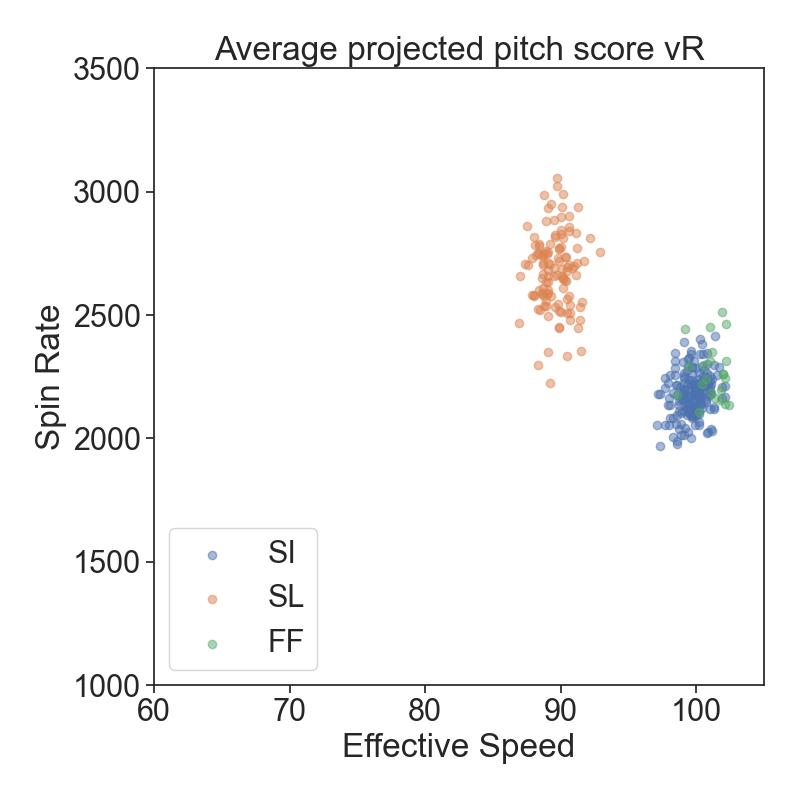 Average projected pitch score vR
3500
3000
2500
2000
1500
1000
Spin Rate
SI
SL
FF
60 70 80 90 100
Effective Speed